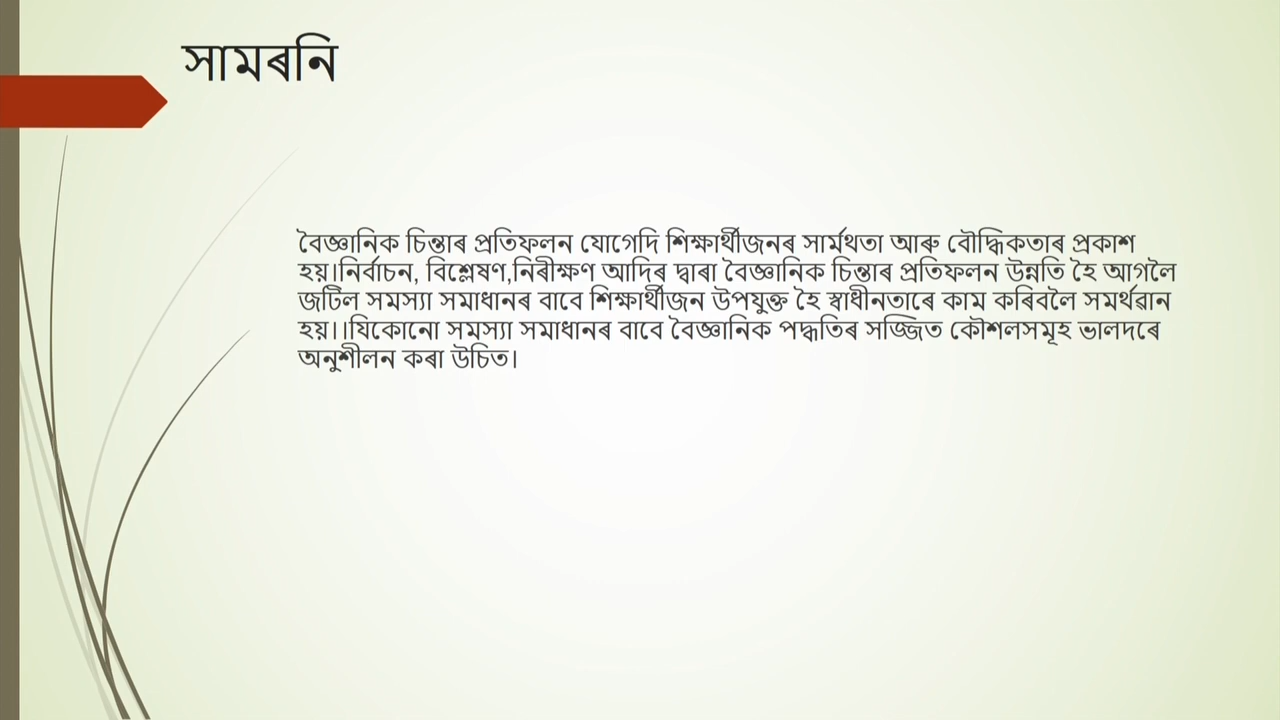 সামৰনি
বৈজ্ঞানিক চিন্তাৰ প্ৰতিফলন যোগেদি শিক্ষাৰ্থীজনৰ সাৰ্মথতা আৰু বৌদ্ধিকতাৰ প্ৰকাশ
হয়।নিৰ্বাচন, বিশ্লেষণ,নিৰীক্ষণ আদিৰ দ্বাৰা বৈজ্ঞানিক চিন্তাৰ প্ৰতিফলন উন্নতি হৈ আগলৈ
জটিল সমস্যা সমাধানৰ বাবে শিক্ষাৰ্থীজন উপযুক্ত হৈ স্বাধীনতাৰে কাম কৰিবলৈ সমৰ্থৱান
হয়।।যিকোনো সমস্যা সমাধানৰ বাবে বৈজ্ঞানিক পদ্ধতিৰ সজ্জিত কৌশলসমূহ ভালদৰে
অনুশীলন কৰা উচিত।